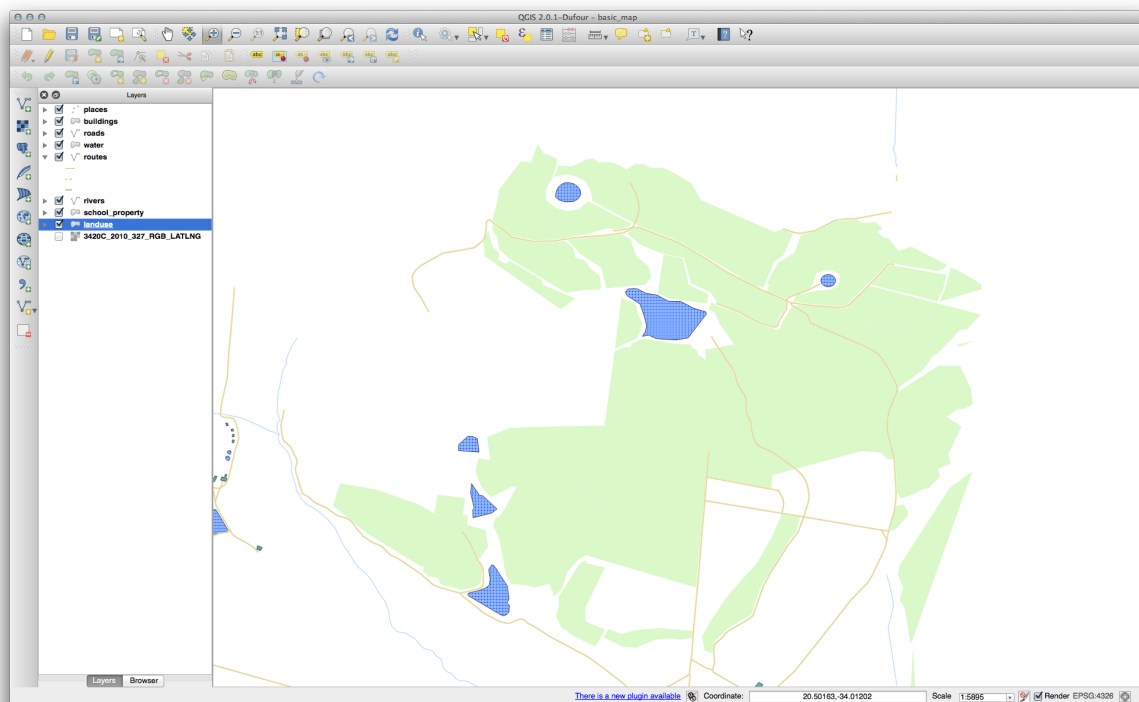 QGIS 2.0.1-Dufour – basic_map
Layers
places
buildings
roads
water
routes
rivers
school_property
landuse
3420C_2010_327_RGB_LATLNG
Layers Browser
There is a new plugin available Coordinate: 20.50163,-34.01202 Scale 1:5895 Render EPSG:4326